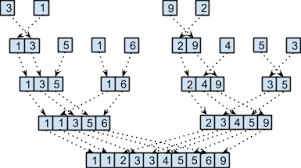 3 1 9 2
1 3 5 1 6 2 9 4 5 3
1 3 5 1 6 2 4 9 3 5
1 1 3 5 6 2 3 4 5 9
1 1 2 3 3 4 5 5 6 9